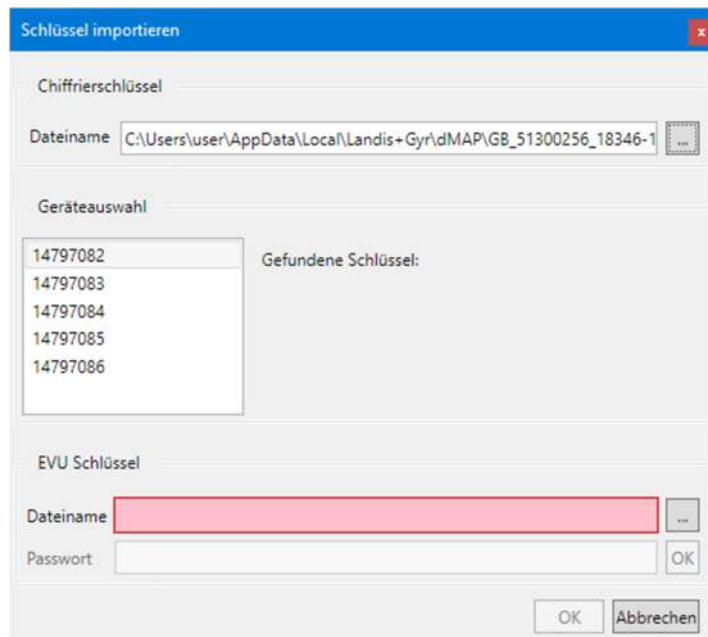 Schlüssel importieren
x
Chiffrierschlüssel
Dateiname C:\Users\user\AppData\Local\Landis+Gyr\dMAP\GB_51300256_18346-1 ...
Geräteauswahl
14797082
Gefundene Schlüssel:
14797083
14797084
14797085
14797086
EVU Schlüssel
Dateiname ...
Passwort OK
OK Abbrechen